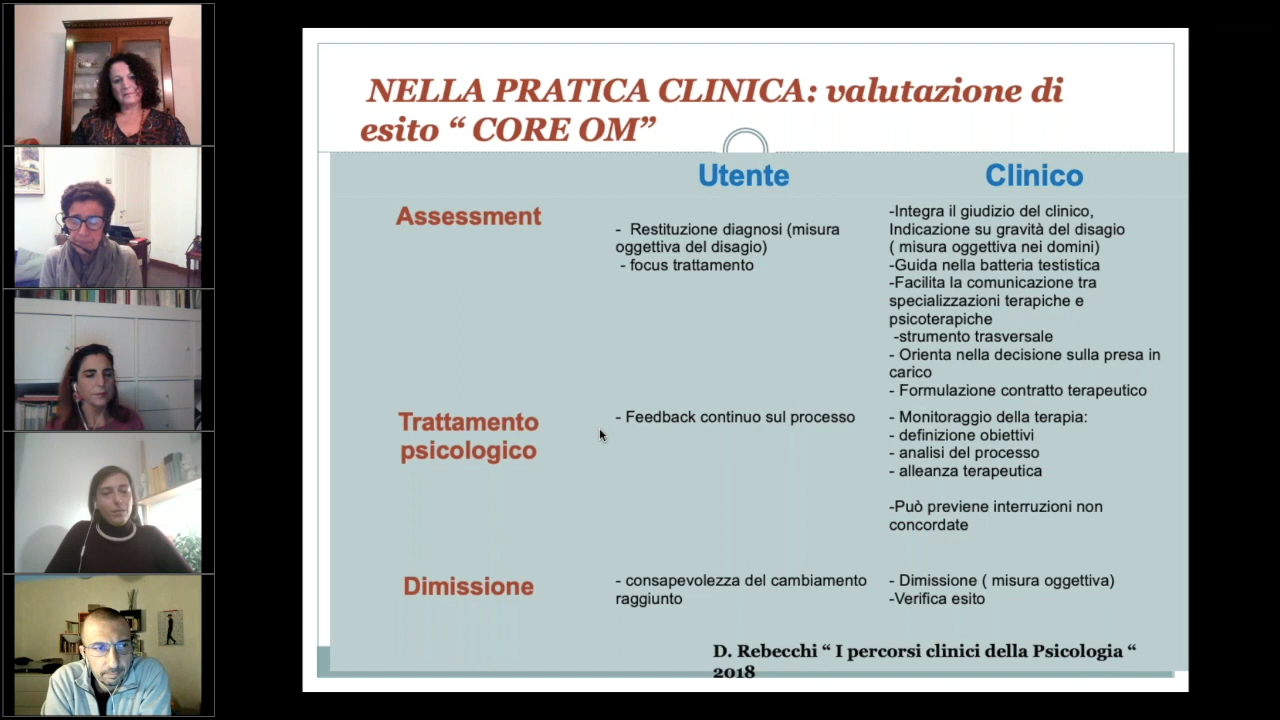 NELLA PRATICA CLINICA: valutazione di
esito “ CORE OM”
Utente
Clinico
Assessment
- Restituzione diagnosi (misura
oggettiva del disagio)
- focus trattamento
-Integra il giudizio del clinico,
Indicazione su gravità del disagio
( misura oggettiva nei domini)
-Guida nella batteria testistica
-Facilita la comunicazione tra
specializzazioni terapiche e
psicoterapiche
-strumento trasversale
- Orienta nella decisione sulla presa in
carico
- Formulazione contratto terapeutico
Trattamento
psicologico
- Feedback continuo sul processo
- Monitoraggio della terapia:
- definizione obiettivi
- analisi del processo
- alleanza terapeutica
-Può previene interruzioni non
concordate
Dimissione
- consapevolezza del cambiamento
raggiunto
- Dimissione ( misura oggettiva)
-Verifica esito
D. Rebecchi “ I percorsi clinici della Psicologia “
2018